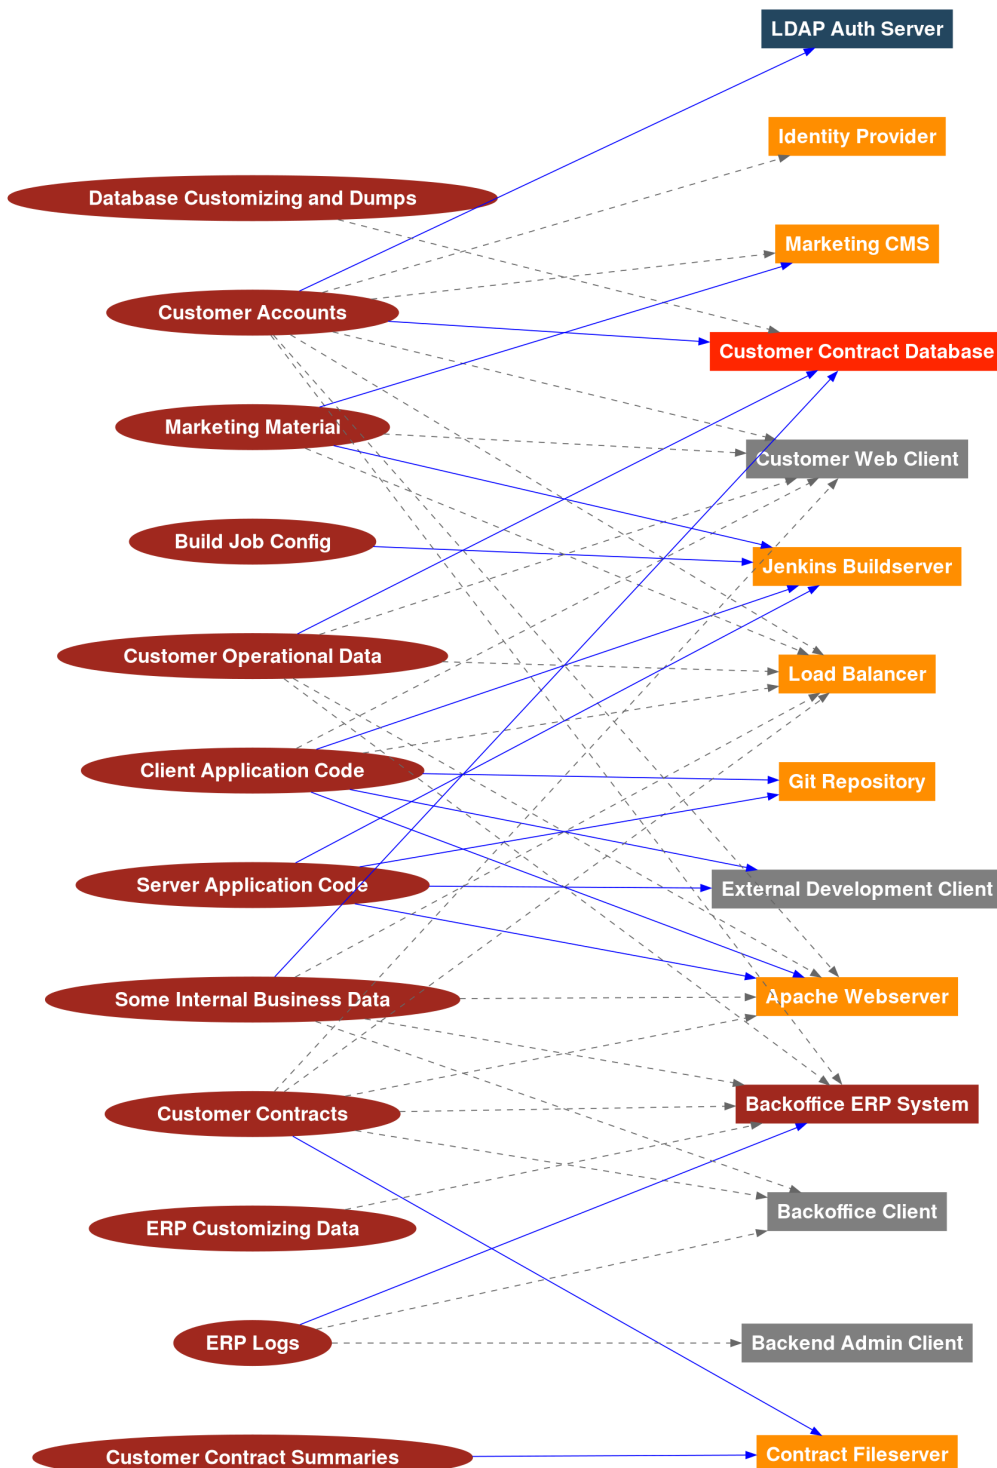 LDAP Auth Server
Identity Provider
Database Customizing and Dumps
Marketing CMS
Customer Accounts
Customer Contract Database
Marketing Material
Customer Web Client
Build Job Config
Jenkins Buildserver
Customer Operational Data
Load Balancer
Client Application Code
Git Repository
Server Application Code
External Development Client
Some Internal Business Data
Apache Webserver
Customer Contracts
Backoffice ERP System
ERP Customizing Data
Backoffice Client
ERP Logs
Backend Admin Client
Customer Contract Summaries
Contract Fileserver